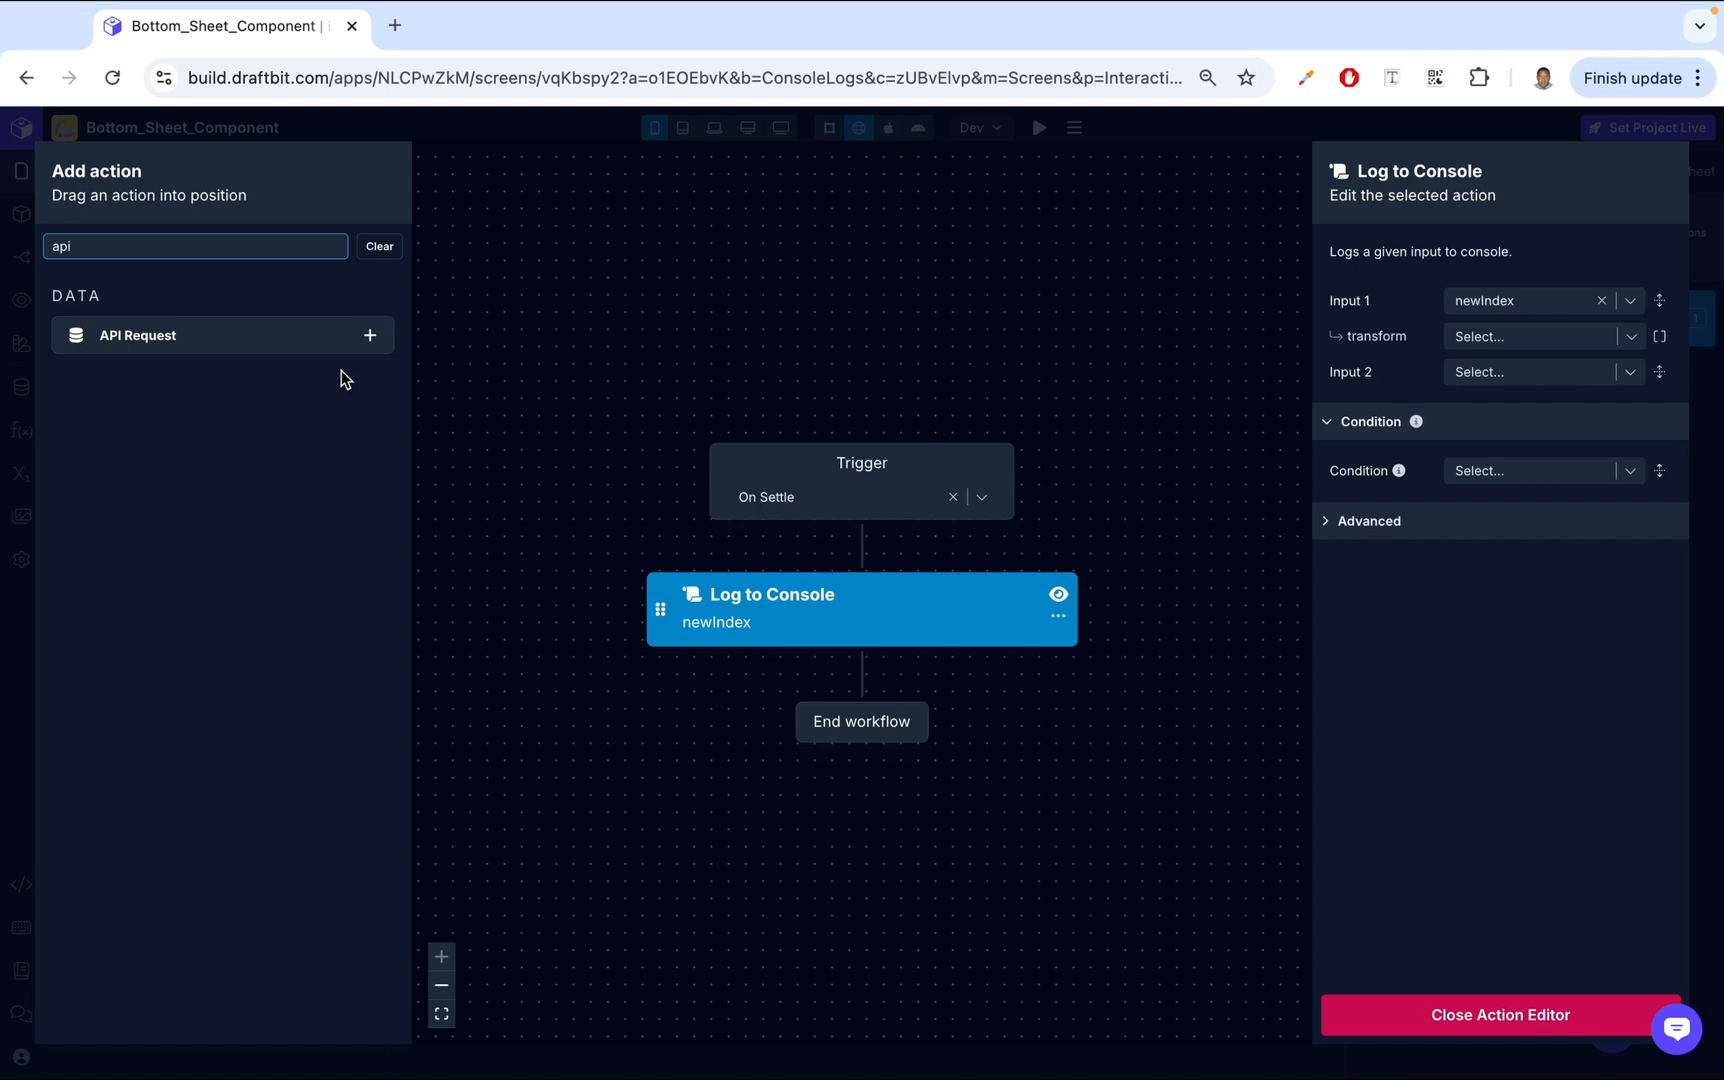 Bottom_Sheet_Component |
build.draftbit.com/apps/NLCPwZkM/screens/vqKbspy2?a=o1EOEbvK&b=ConsoleLogs&c=zUBvElvp&m=Screens&p=Interacti...
Finish update
Bottom_Sheet_Component
Dev
Set Project Live
Add action
Drag an action into position
api
Clear
DATA
API Request
Trigger
On Settle
Log to Console
newIndex
End workflow
Log to Console
Edit the selected action
Logs a given input to console.
Input 1
newIndex
transform
Select...
Input 2
Select...
Condition
Condition
Select...
Advanced
Close Action Editor